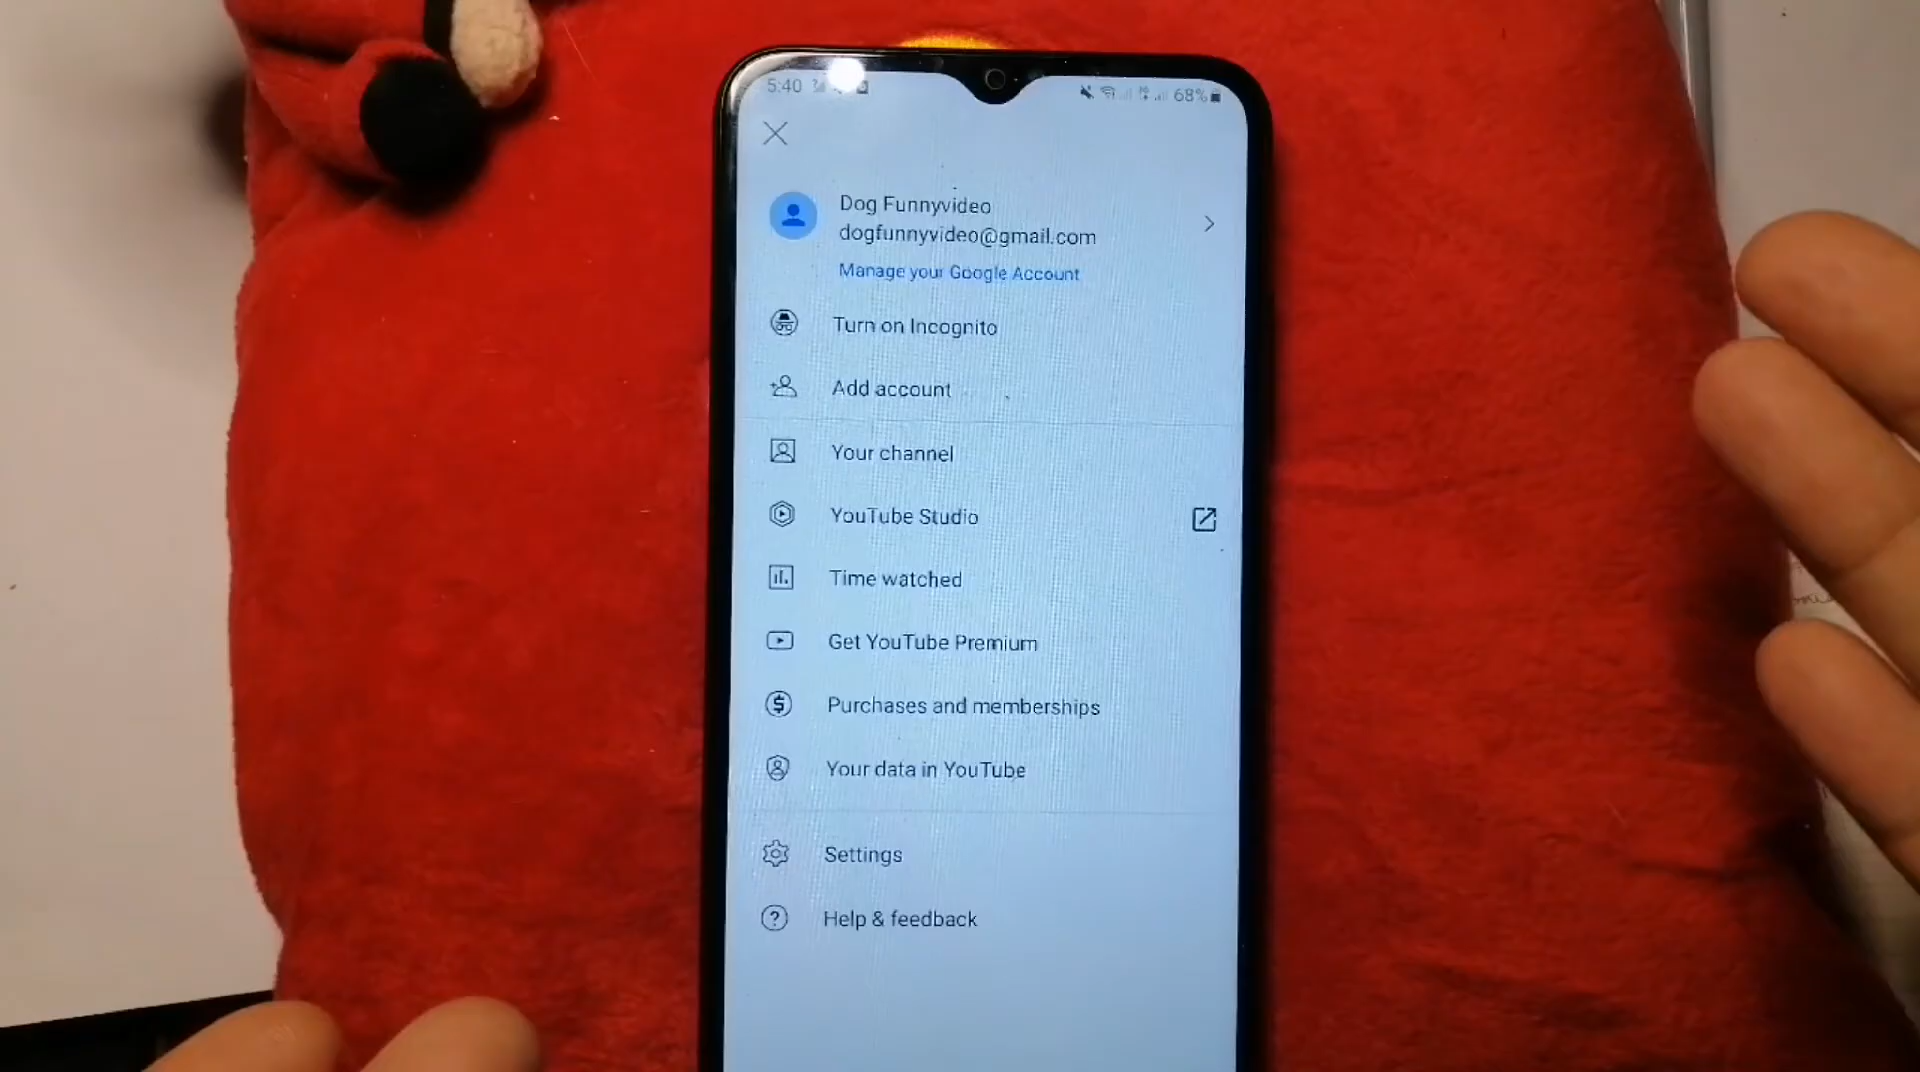 5:40
68%
Dog Funnyvideo
dogfunnyvideo@gmail.com
Manage your Google Account
Turn on Incognito
Add account
Your channel
YouTube Studio
Time watched
Get YouTube Premium
Purchases and memberships
Your data in YouTube
Settings
Help & feedback